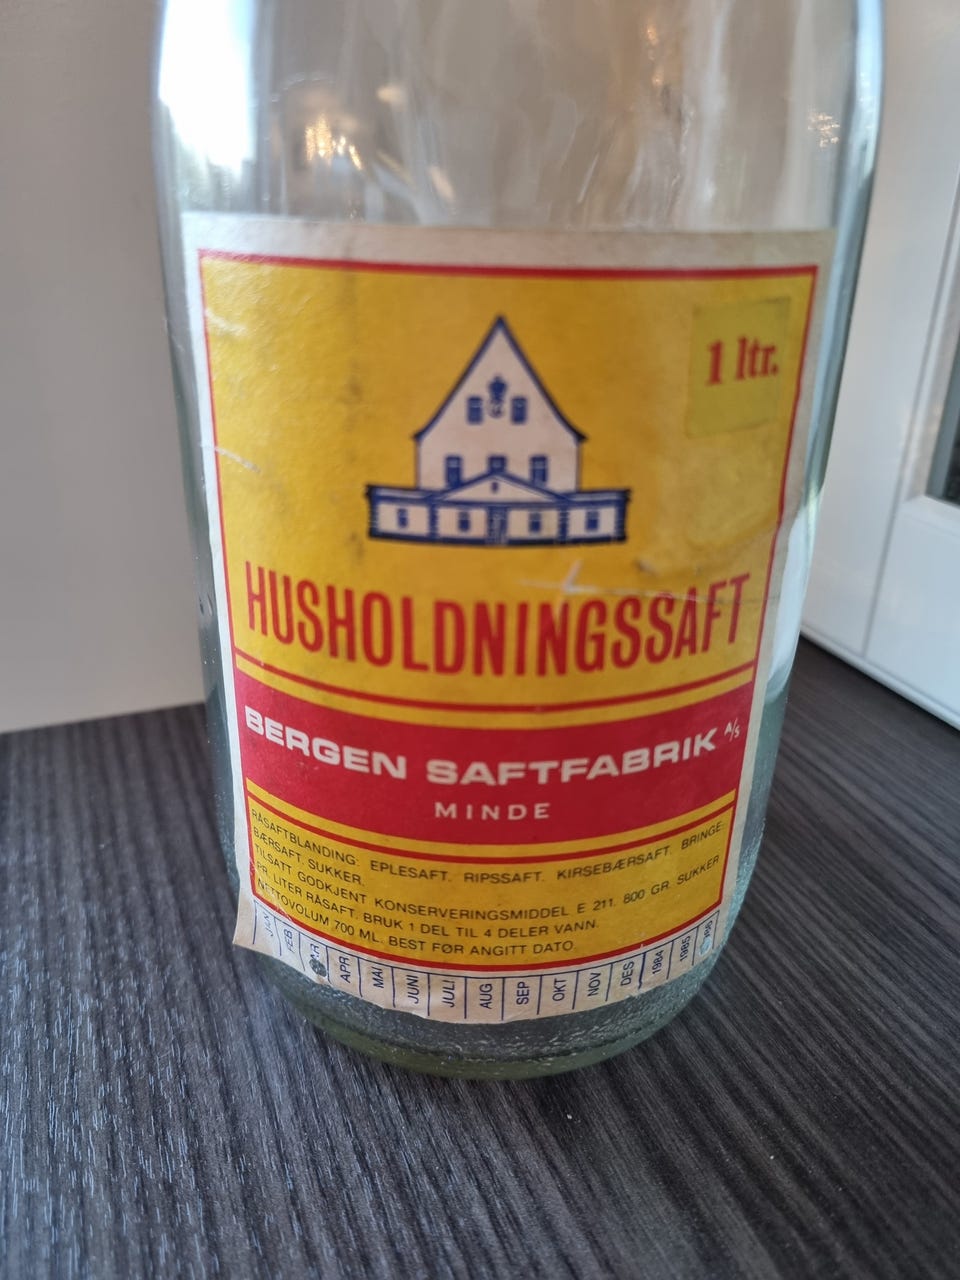 1 ltr.
HUSHOLDNINGSSAFT
BERGEN SAFTFABRIK A/S
MINDE
RÅSAFTBLANDING: EPLESAFT. RIPSSAFT. KIRSEBÆRSAFT. BRINGE-
BÆRSAFT. SUKKER.
TILSATT GODKJENT KONSERVERINGSMIDDEL E 211. 800 GR. SUKKER
PR. LITER RÅSAFT. BRUK 1 DEL TIL 4 DELER VANN.
NETTOVOLUM 700 ML. BEST FØR ANGITT DATO.
JAN FEB MAR APR MAI JUNI JULI AUG SEP OKT NOV DES 1984 1985